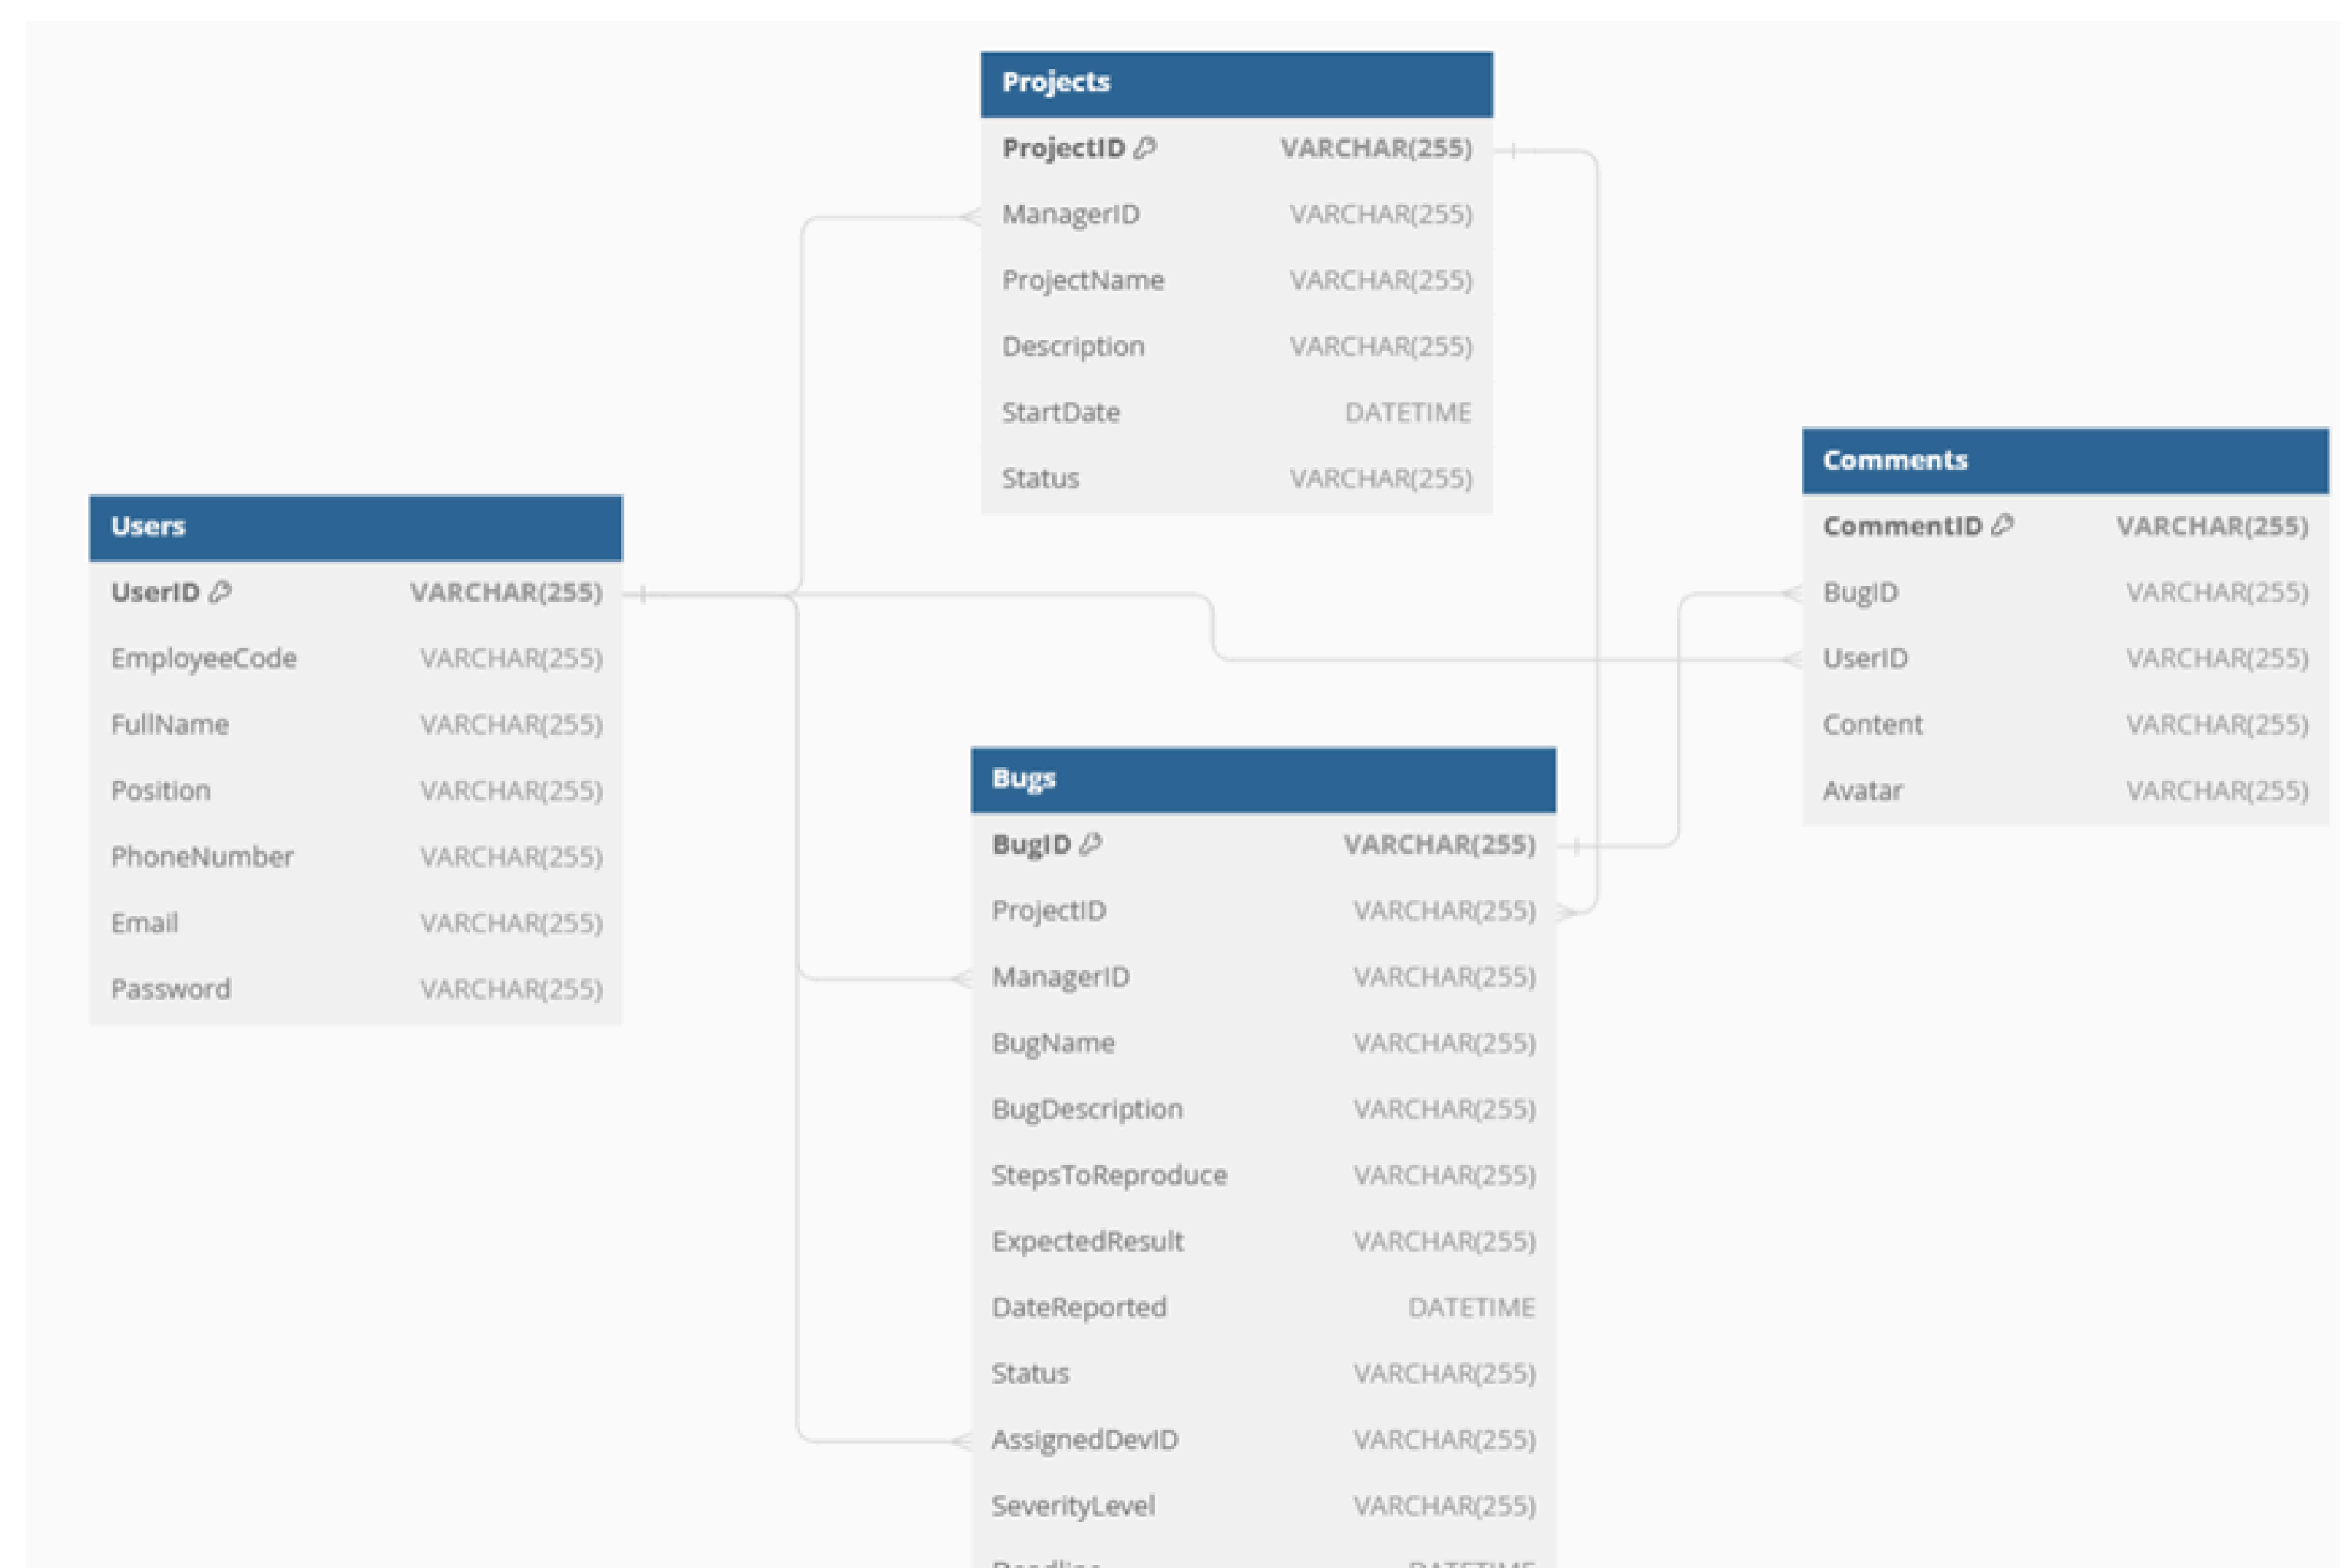 Projects
ProjectID VARCHAR(255)
ManagerID VARCHAR(255)
ProjectName VARCHAR(255)
Description VARCHAR(255)
StartDate DATETIME
Status VARCHAR(255)
Users
UserID VARCHAR(255)
EmployeeCode VARCHAR(255)
FullName VARCHAR(255)
Position VARCHAR(255)
PhoneNumber VARCHAR(255)
Email VARCHAR(255)
Password VARCHAR(255)
Comments
CommentID VARCHAR(255)
BugID VARCHAR(255)
UserID VARCHAR(255)
Content VARCHAR(255)
Avatar VARCHAR(255)
Bugs
BugID VARCHAR(255)
ProjectID VARCHAR(255)
ManagerID VARCHAR(255)
BugName VARCHAR(255)
BugDescription VARCHAR(255)
StepsToReproduce VARCHAR(255)
ExpectedResult VARCHAR(255)
DateReported DATETIME
Status VARCHAR(255)
AssignedDevID VARCHAR(255)
SeverityLevel VARCHAR(255)